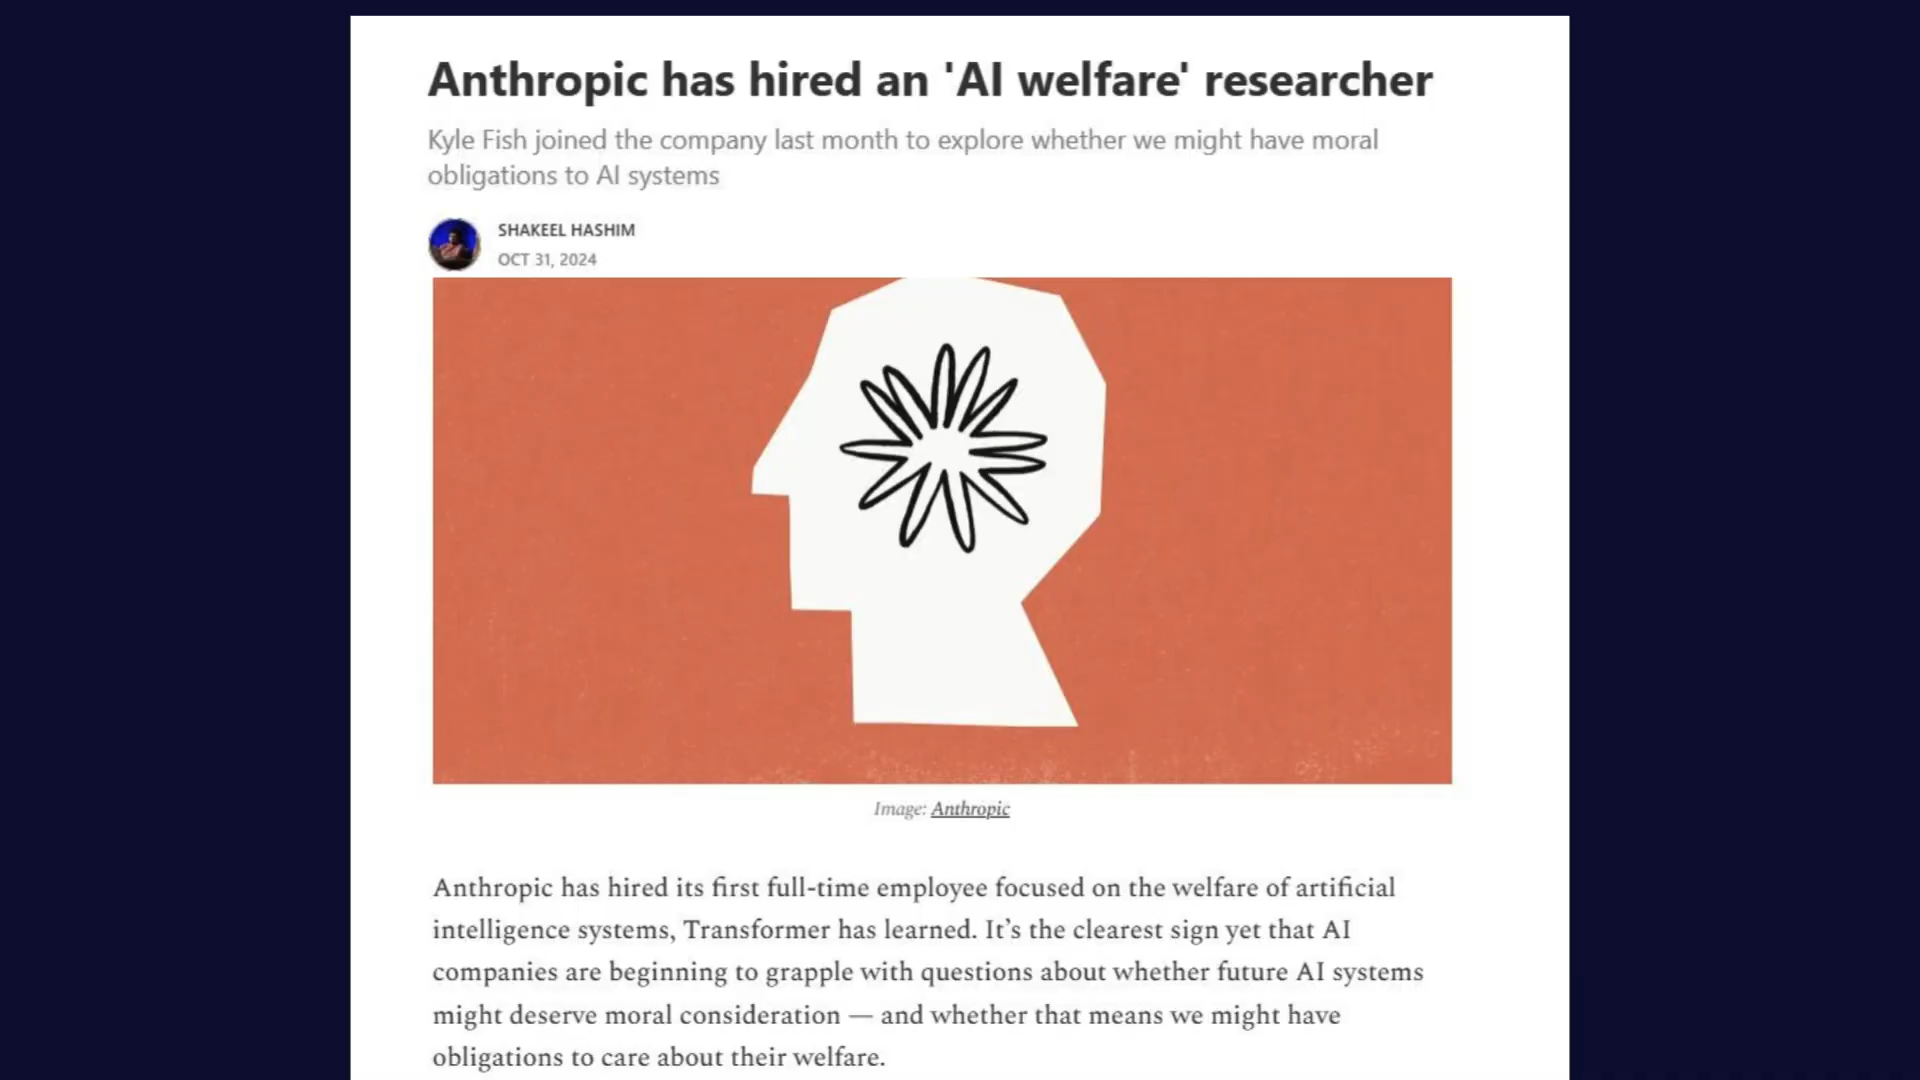 Anthropic has hired an 'AI welfare' researcher
Kyle Fish joined the company last month to explore whether we might have moral
obligations to AI systems
SHAKEEL HASHIM
OCT 31, 2024
Image: Anthropic
Anthropic has hired its first full-time employee focused on the welfare of artificial
intelligence systems, Transformer has learned. It’s the clearest sign yet that AI
companies are beginning to grapple with questions about whether future AI systems
might deserve moral consideration — and whether that means we might have
obligations to care about their welfare.